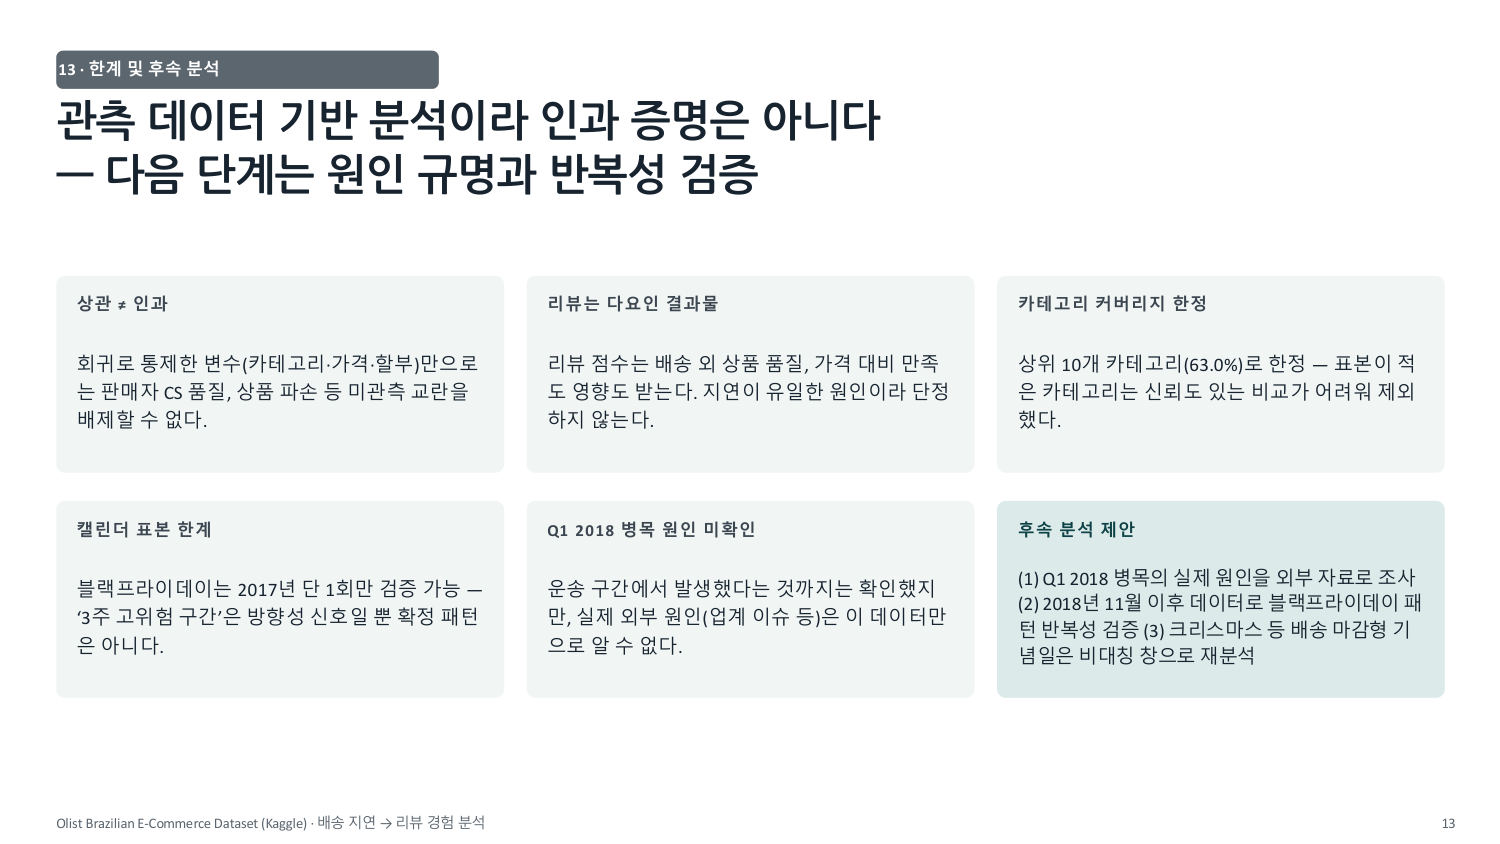 13 · 한계 및 후속 분석
관측 데이터 기반 분석이라 인과 증명은 아니다
— 다음 단계는 원인 규명과 반복성 검증
상관 ≠ 인과
회귀로 통제한 변수(카테고리·가격·할부)만으로
는 판매자 CS 품질, 상품 파손 등 미관측 교란을
배제할 수 없다.
리뷰는 다요인 결과물
리뷰 점수는 배송 외 상품 품질, 가격 대비 만족
도 영향도 받는다. 지연이 유일한 원인이라 단정
하지 않는다.
카테고리 커버리지 한정
상위 10개 카테고리(63.0%)로 한정 — 표본이 적
은 카테고리는 신뢰도 있는 비교가 어려워 제외
했다.
캘린더 표본 한계
블랙프라이데이는 2017년 단 1회만 검증 가능 —
‘3주 고위험 구간’은 방향성 신호일 뿐 확정 패턴
은 아니다.
Q1 2018 병목 원인 미확인
운송 구간에서 발생했다는 것까지는 확인했지
만, 실제 외부 원인(업계 이슈 등)은 이 데이터만
으로 알 수 없다.
후속 분석 제안
(1) Q1 2018 병목의 실제 원인을 외부 자료로 조사
(2) 2018년 11월 이후 데이터로 블랙프라이데이 패
턴 반복성 검증 (3) 크리스마스 등 배송 마감형 기
념일은 비대칭 창으로 재분석
Olist Brazilian E-Commerce Dataset (Kaggle) · 배송 지연 → 리뷰 경험 분석
13